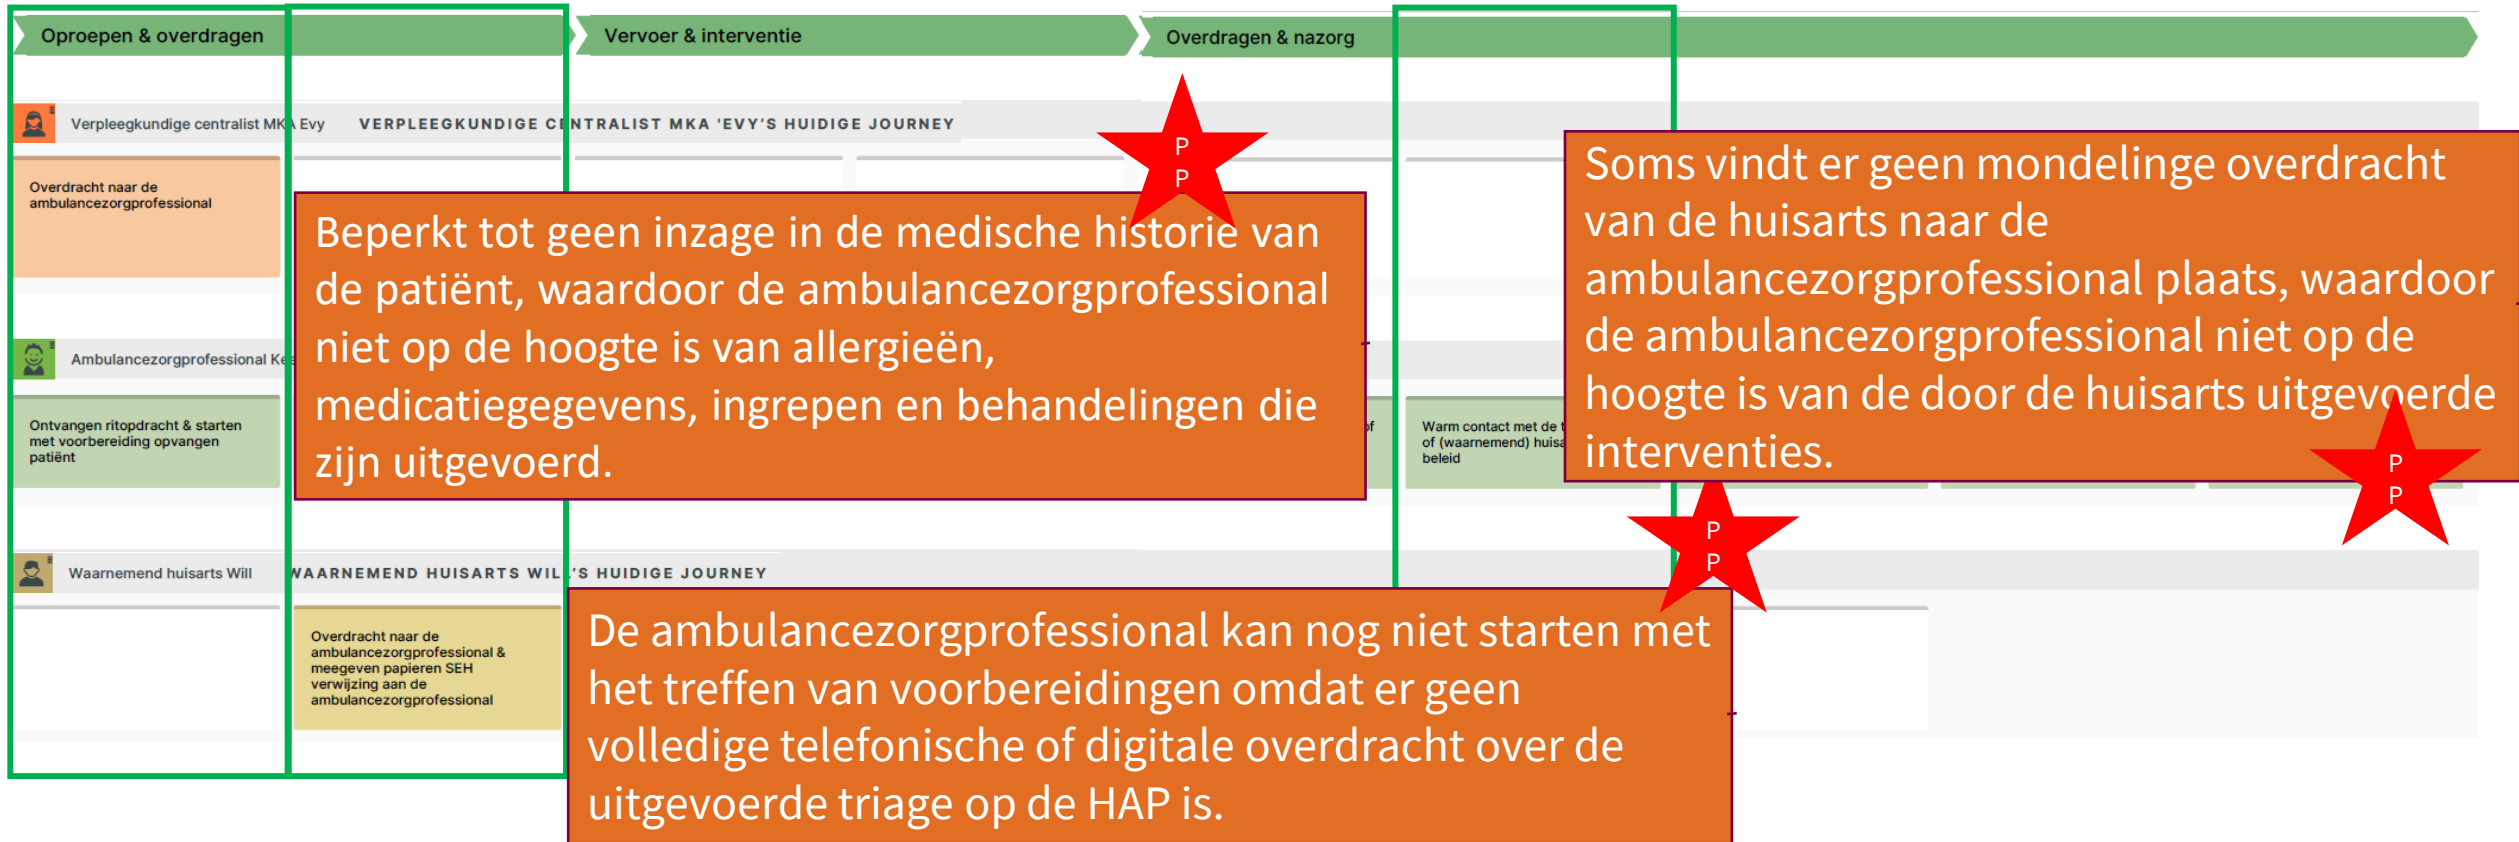 Oproepen & overdragen
Vervoer & interventie
Overdragen & nazorg
Verpleegkundige centralist MKA Evy
VERPLEEGKUNDIGE CENTRALIST MKA 'EVY'S HUIDIGE JOURNEY
P
P
Overdracht naar de
ambulancezorgprofessional
Beperkt tot geen inzage in de medische historie van
de patiënt, waardoor de ambulancezorgprofessional
niet op de hoogte is van allergieën,
medicatiegegevens, ingrepen en behandelingen die
zijn uitgevoerd.
Soms vindt er geen mondelinge overdracht
van de huisarts naar de
ambulancezorgprofessional plaats, waardoor
de ambulancezorgprofessional niet op de
hoogte is van de door de huisarts uitgevoerde
interventies.
P
P
Ambulancezorgprofessional
Ontvangen ritopdracht & starten
met voorbereiding opvangen
patiënt
of
Warm contact met de
of (waarnemend)
beleid
P
P
Waarnemend huisarts Will
WAARNEMEND HUISARTS WILL'S HUIDIGE JOURNEY
Overdracht naar de
ambulancezorgprofessional &
meegeven papieren SEH
verwijzing aan de
ambulancezorgprofessional
De ambulancezorgprofessional kan nog niet starten met
het treffen van voorbereidingen omdat er geen
volledige telefonische of digitale overdracht over de
uitgevoerde triage op de HAP is.